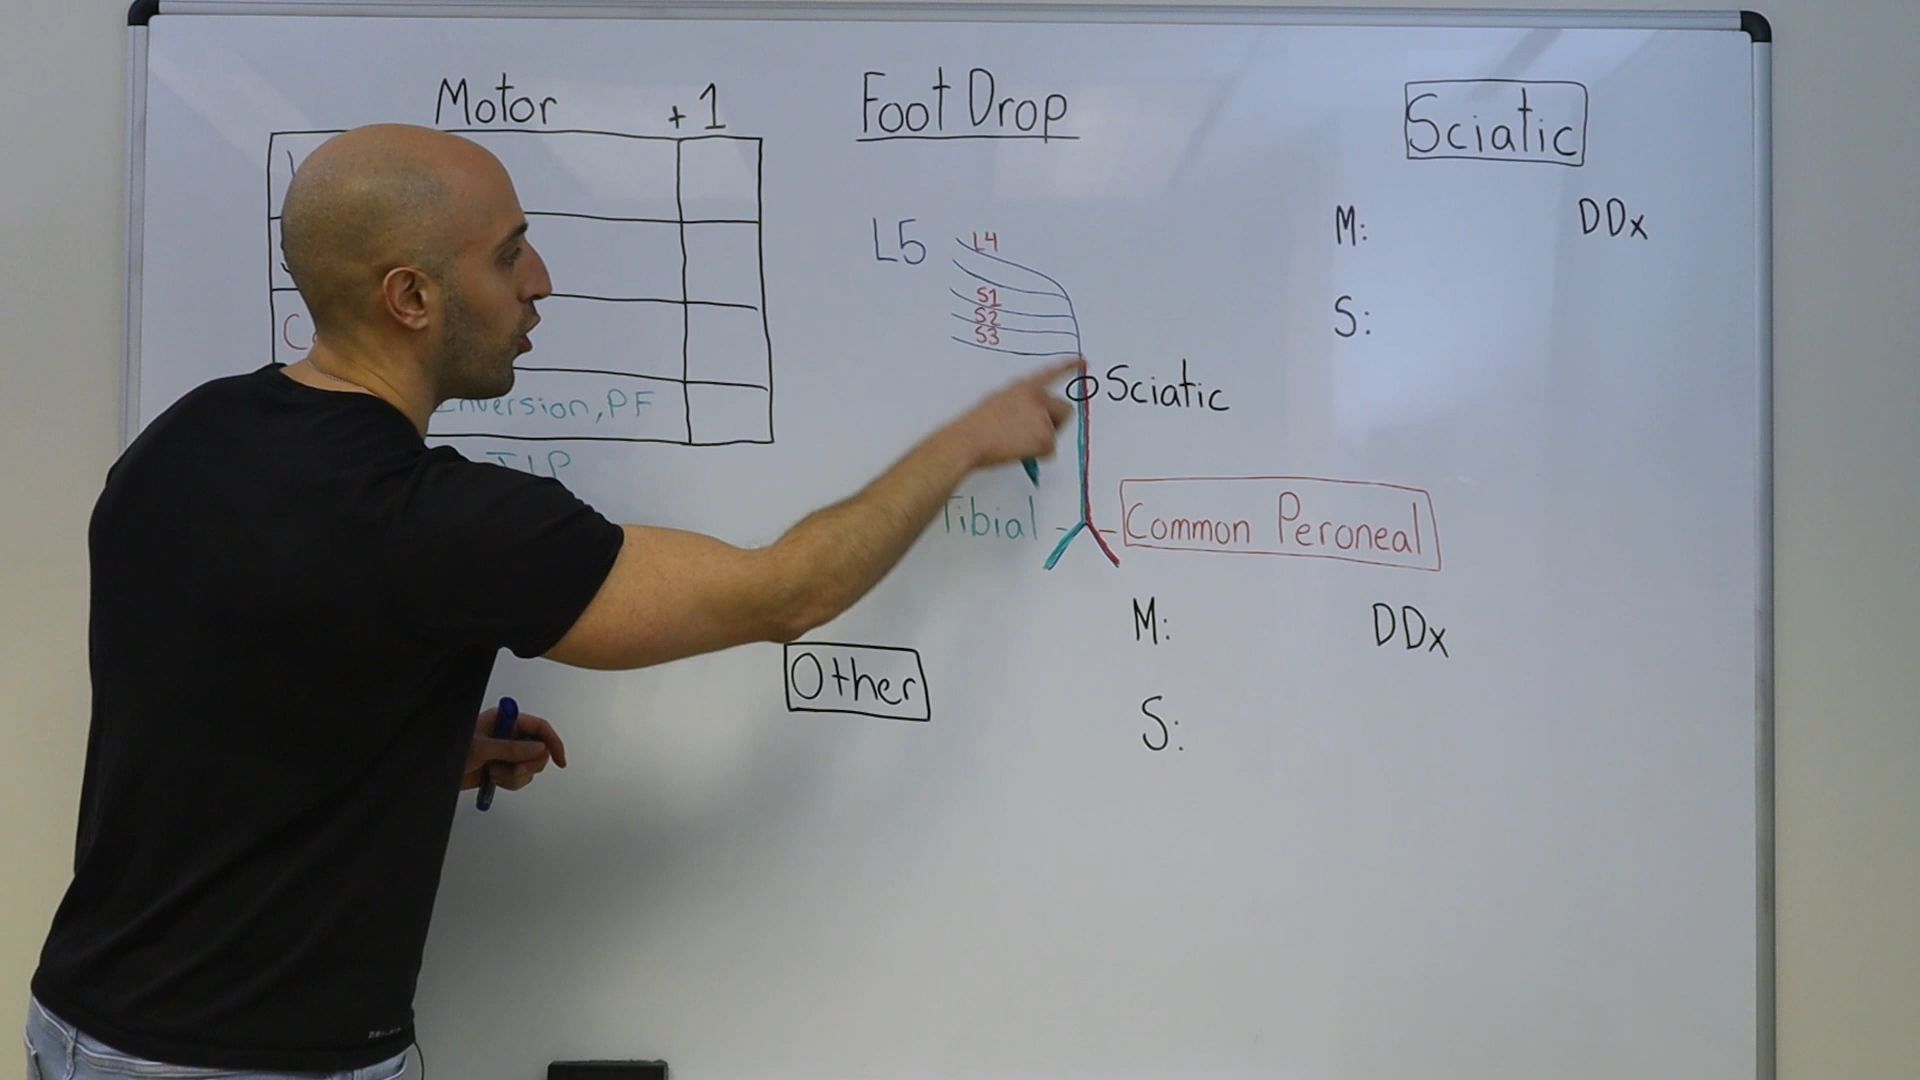 Motor +1
Inversion, PF
TIP
Foot Drop
L5
L4
S1
S2
S3
Sciatic
Tibial
Common Peroneal
M: DDx
S:
Other
Sciatic
M: DDx
S: